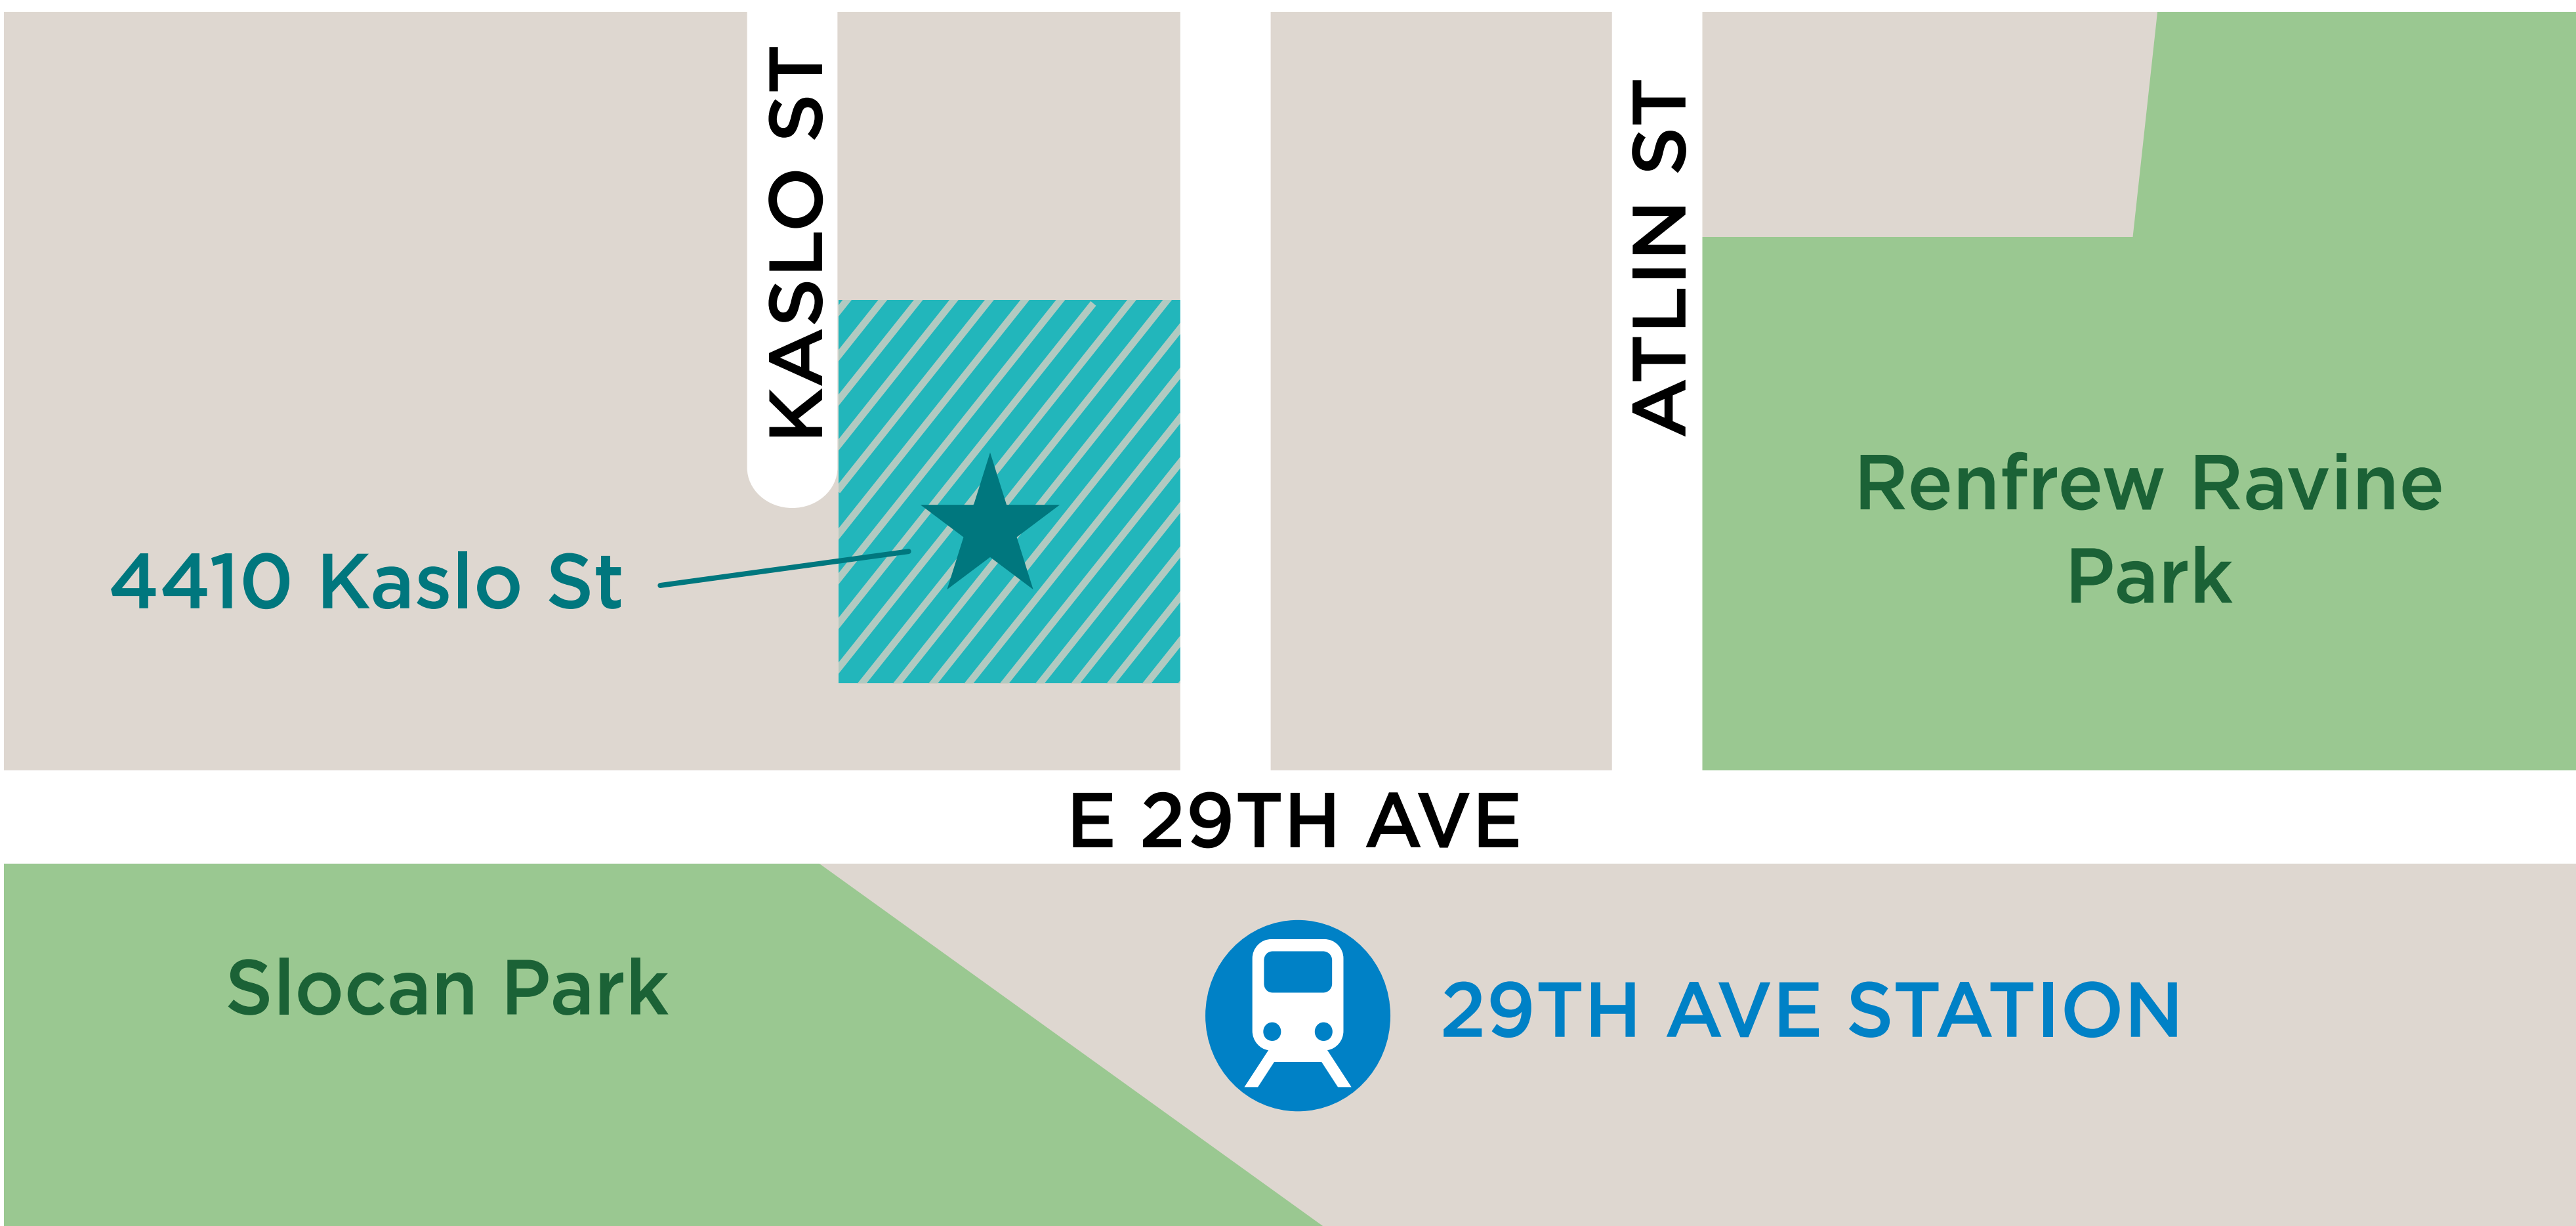 KASLO ST
ATLIN ST
4410 Kaslo St
Renfrew Ravine
Park
E 29TH AVE
Slocan Park
29TH AVE STATION